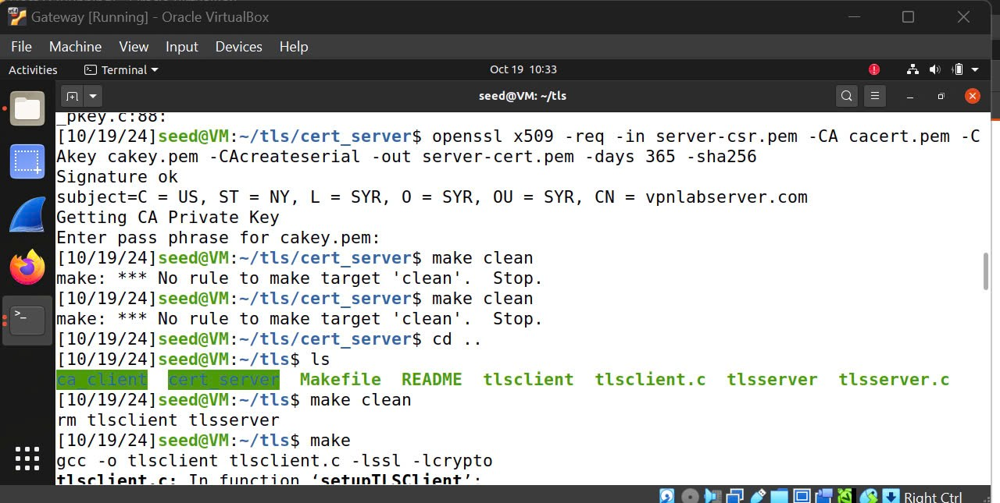 Gateway [Running] - Oracle VirtualBox
File Machine View Input Devices Help
Activities Terminal Oct 19 10:33
seed@VM: ~/tls
_pkey.c:88:
[10/19/24]seed@VM:~/tls/cert_server$ openssl x509 -req -in server-csr.pem -CA cacert.pem -C
Akey cakey.pem -CAcreateserial -out server-cert.pem -days 365 -sha256
Signature ok
subject=C = US, ST = NY, L = SYR, O = SYR, OU = SYR, CN = vpnlabserver.com
Getting CA Private Key
Enter pass phrase for cakey.pem:
[10/19/24]seed@VM:~/tls/cert_server$ make clean
make: *** No rule to make target 'clean'.  Stop.
[10/19/24]seed@VM:~/tls/cert_server$ make clean
make: *** No rule to make target 'clean'.  Stop.
[10/19/24]seed@VM:~/tls/cert_server$ cd ..
[10/19/24]seed@VM:~/tls$ ls
ca_client  cert_server  Makefile  README  tlsclient  tlsclient.c  tlsserver  tlsserver.c
[10/19/24]seed@VM:~/tls$ make clean
rm tlsclient tlsserver
[10/19/24]seed@VM:~/tls$ make
gcc -o tlsclient tlsclient.c -lssl -lcrypto
tlsclient.c: In function ‘setupTLSClient’:
Right Ctrl